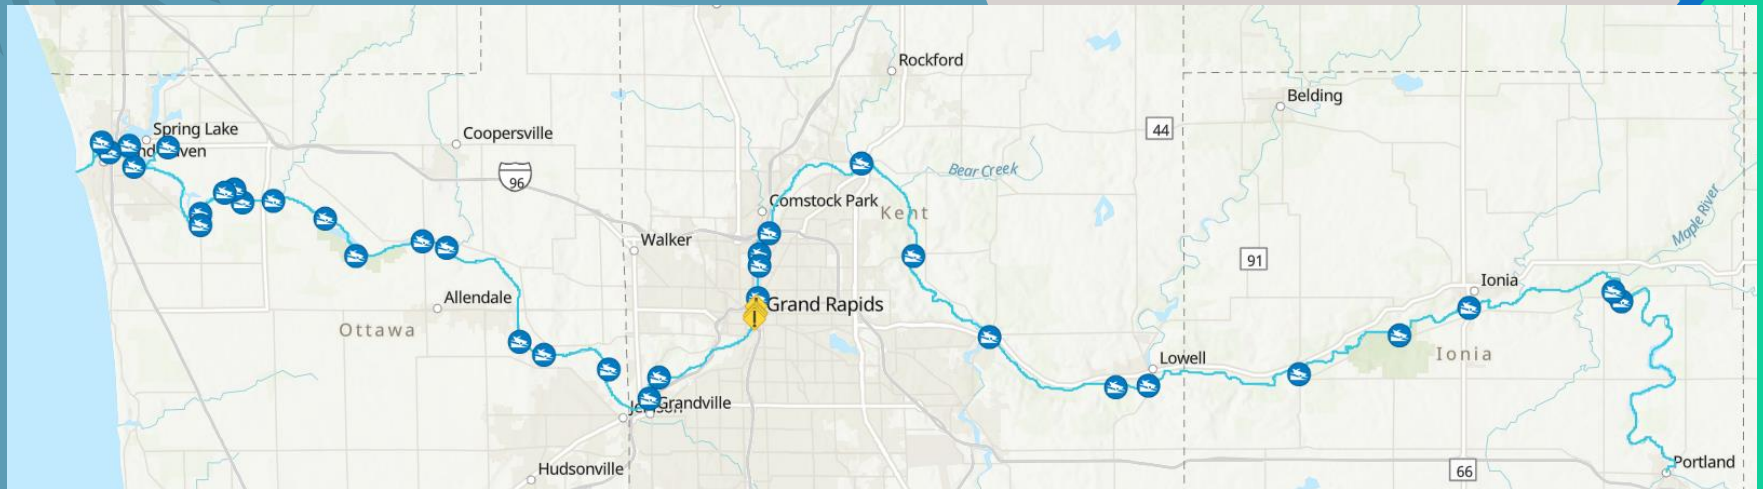 Rockford
Belding
Spring Lake
Coopersville
44
96
Bear Creek
Comstock Park
Kent
Maple River
Walker
91
Ionia
Allendale
Grand Rapids
!
Ottawa
Ionia
Lowell
Grandville
Hudsonville
66
Portland